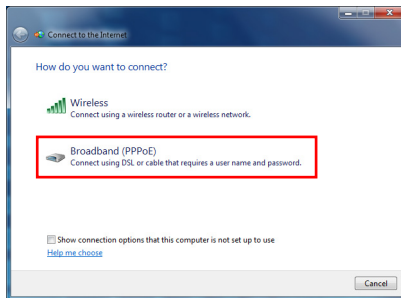 Connect to the Internet
How do you want to connect?
Wireless
Connect using a wireless router or a wireless network.
Broadband (PPPoE)
Connect using DSL or cable that requires a user name and password.
Show connection options that this computer is not set up to use
Help me choose
Cancel